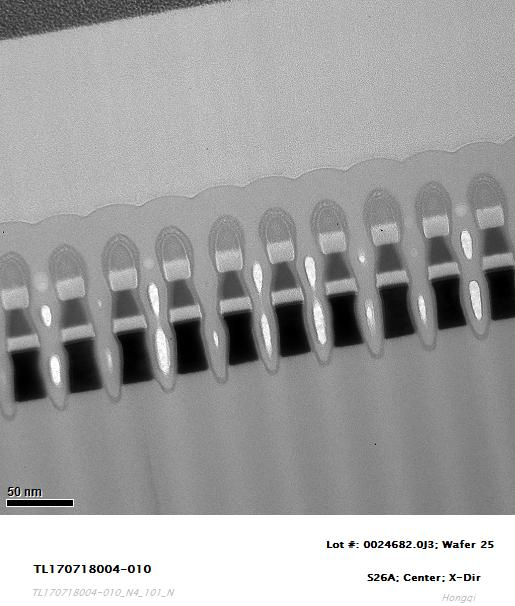 50 nm
Lot #: 0024682.0J3; Wafer 25
TL170718004-010
S26A; Center; X-Dir
TL170718004-010_N4_101_N
Hongqi